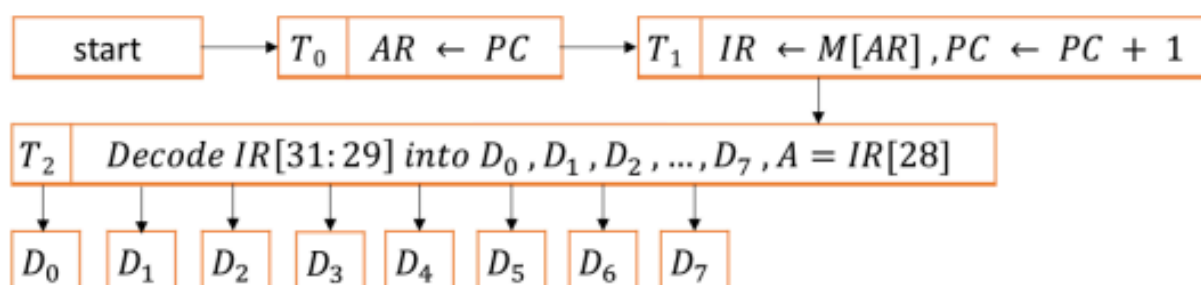 start T₀ AR ← PC T₁ IR ← M[AR] , PC ← PC + 1
T₂ Decode IR[31:29] into D₀ , D₁ , D₂ , ..., D₇ , A = IR[28]
D₀ D₁ D₂ D₃ D₄ D₅ D₆ D₇